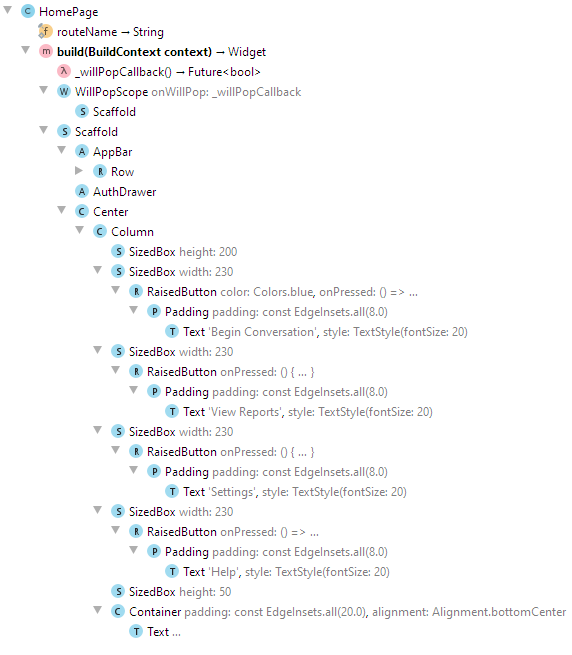 C HomePage
f routeName → String
m build(BuildContext context) → Widget
λ _willPopCallback() → Future<bool>
W WillPopScope onWillPop: _willPopCallback
S Scaffold
S Scaffold
A AppBar
R Row
A AuthDrawer
C Center
C Column
S SizedBox height: 200
S SizedBox width: 230
R RaisedButton color: Colors.blue, onPressed: () => ...
P Padding padding: const EdgeInsets.all(8.0)
T Text 'Begin Conversation', style: TextStyle(fontSize: 20)
S SizedBox width: 230
R RaisedButton onPressed: () { ... }
P Padding padding: const EdgeInsets.all(8.0)
T Text 'View Reports', style: TextStyle(fontSize: 20)
S SizedBox width: 230
R RaisedButton onPressed: () { ... }
P Padding padding: const EdgeInsets.all(8.0)
T Text 'Settings', style: TextStyle(fontSize: 20)
S SizedBox width: 230
R RaisedButton onPressed: () => ...
P Padding padding: const EdgeInsets.all(8.0)
T Text 'Help', style: TextStyle(fontSize: 20)
S SizedBox height: 50
C Container padding: const EdgeInsets.all(20.0), alignment: Alignment.bottomCenter
T Text ...